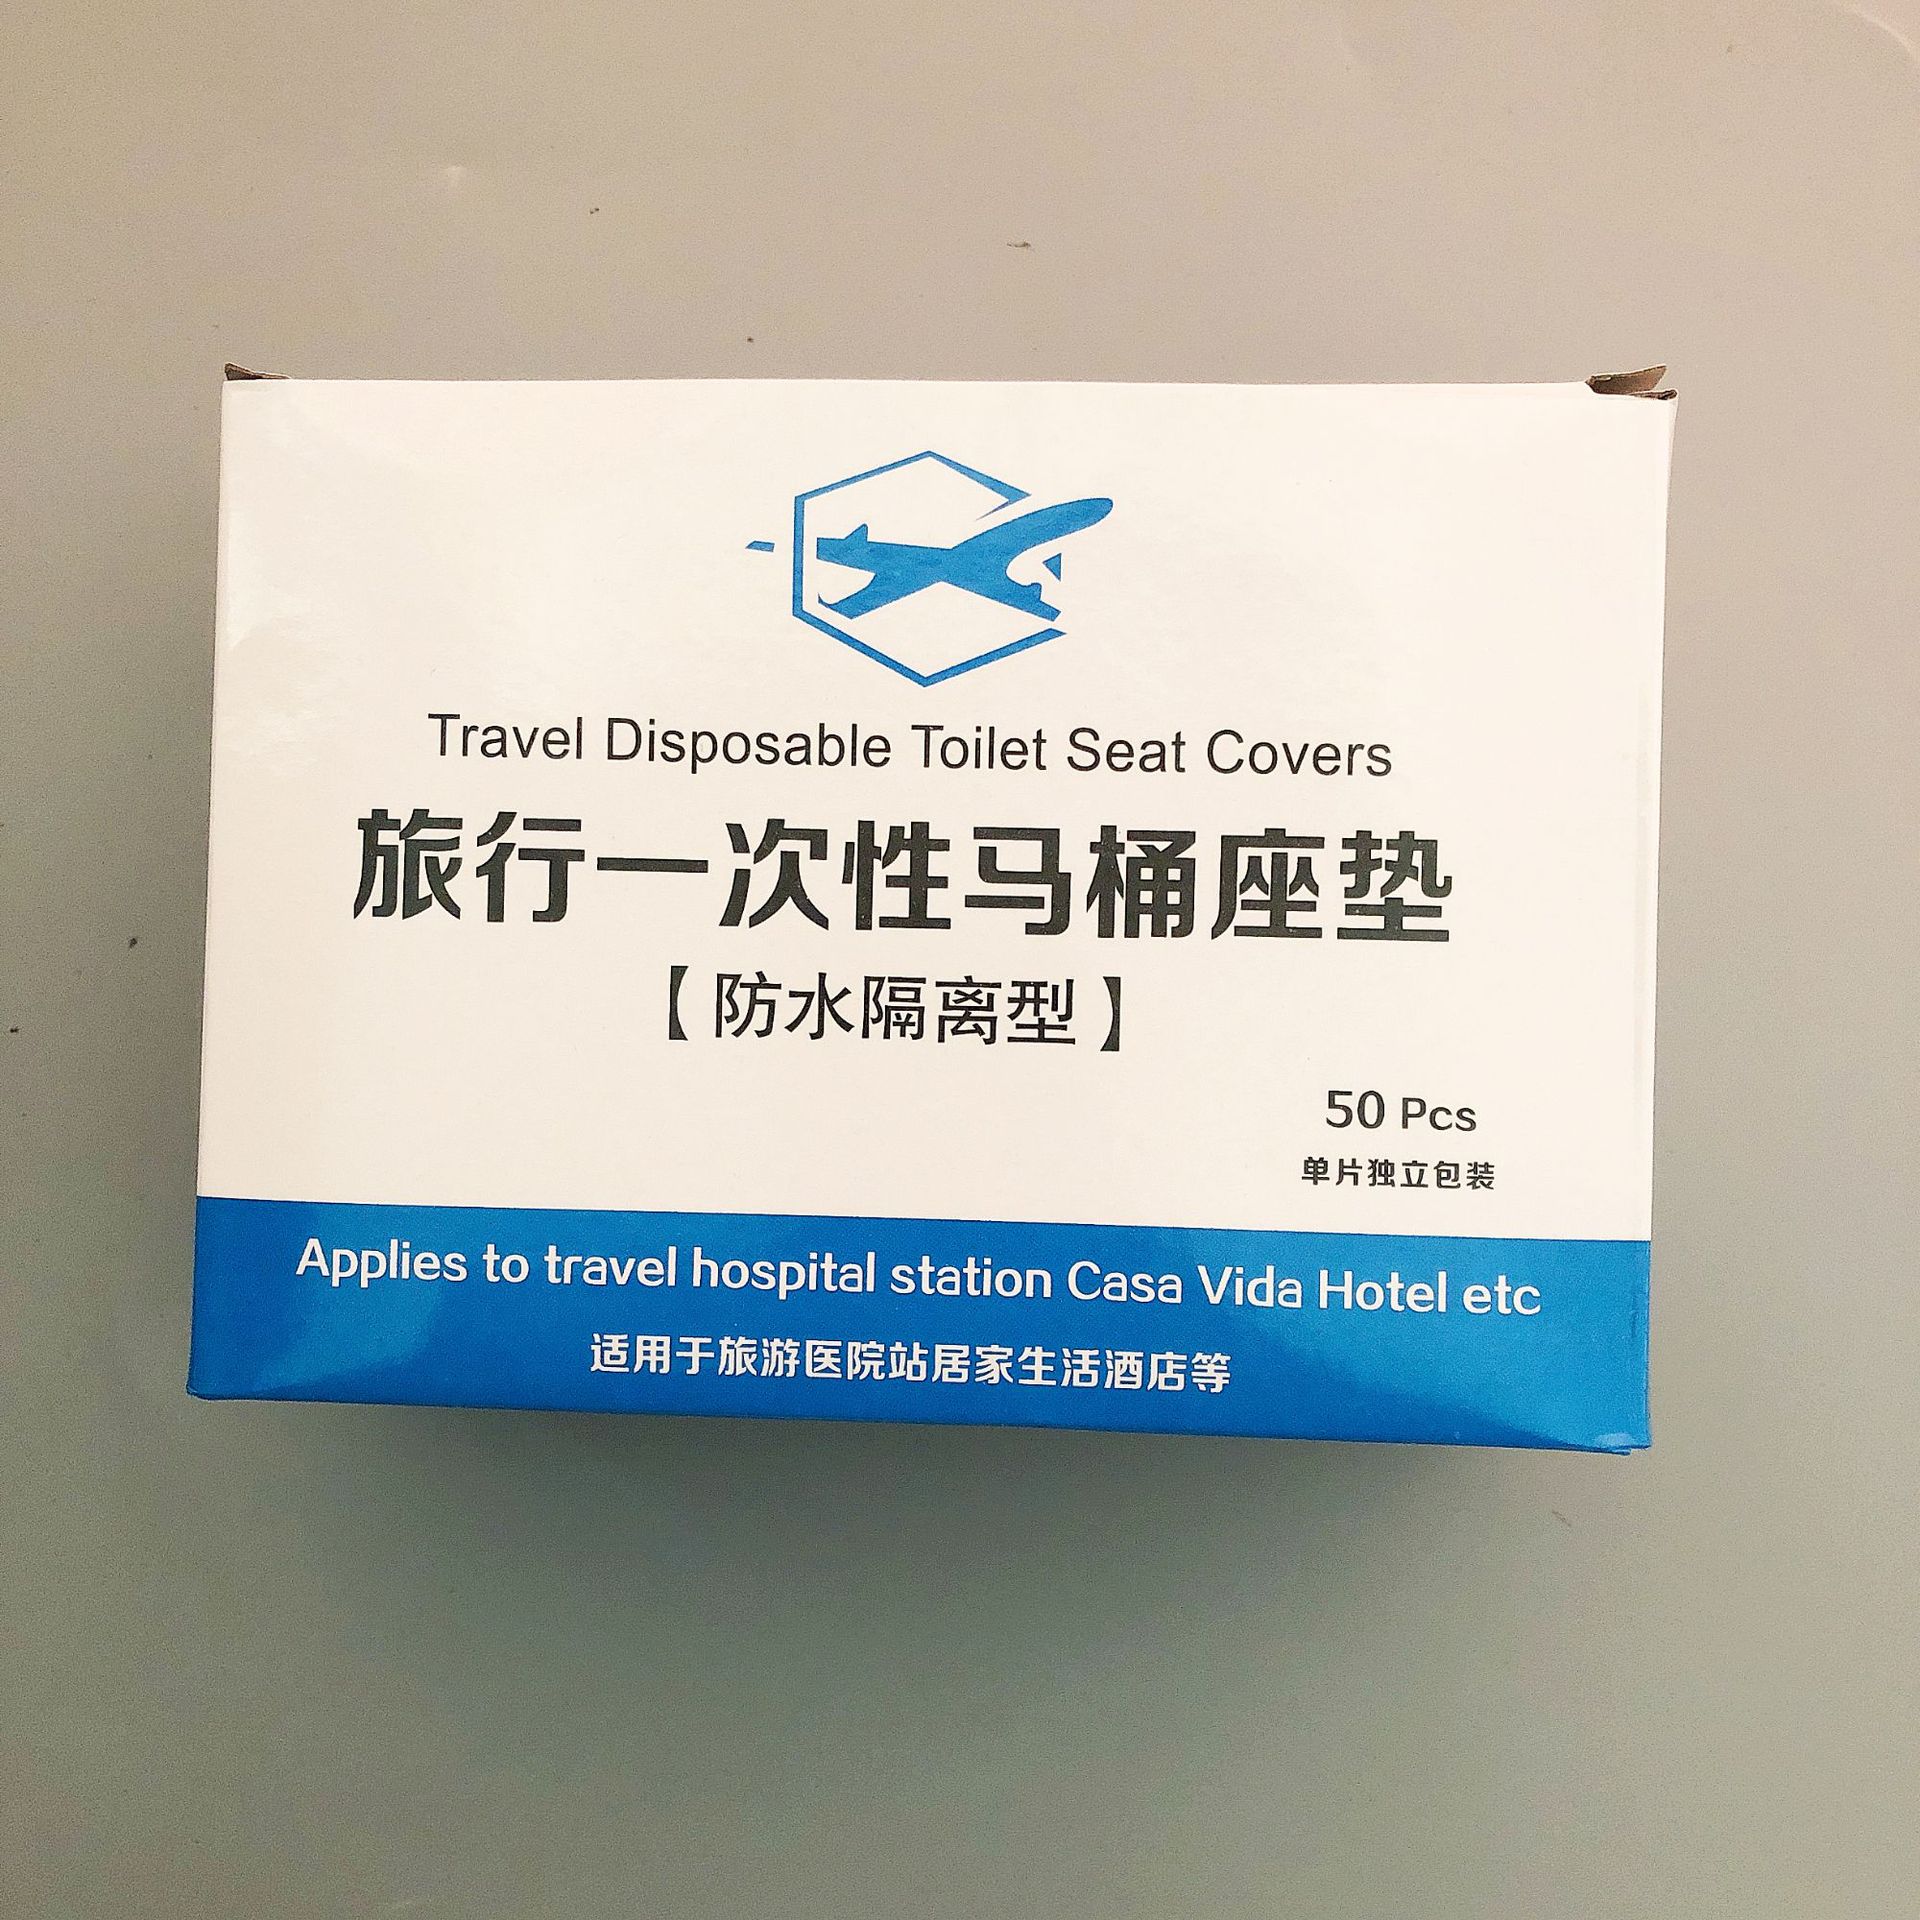 Travel Disposable Toilet Seat Covers
旅行一次性马桶座垫
【防水隔离型】
50 Pcs
单片独立包装
Applies to travel hospital station Casa Vida Hotel etc
适用于旅游医院站居家生活酒店等